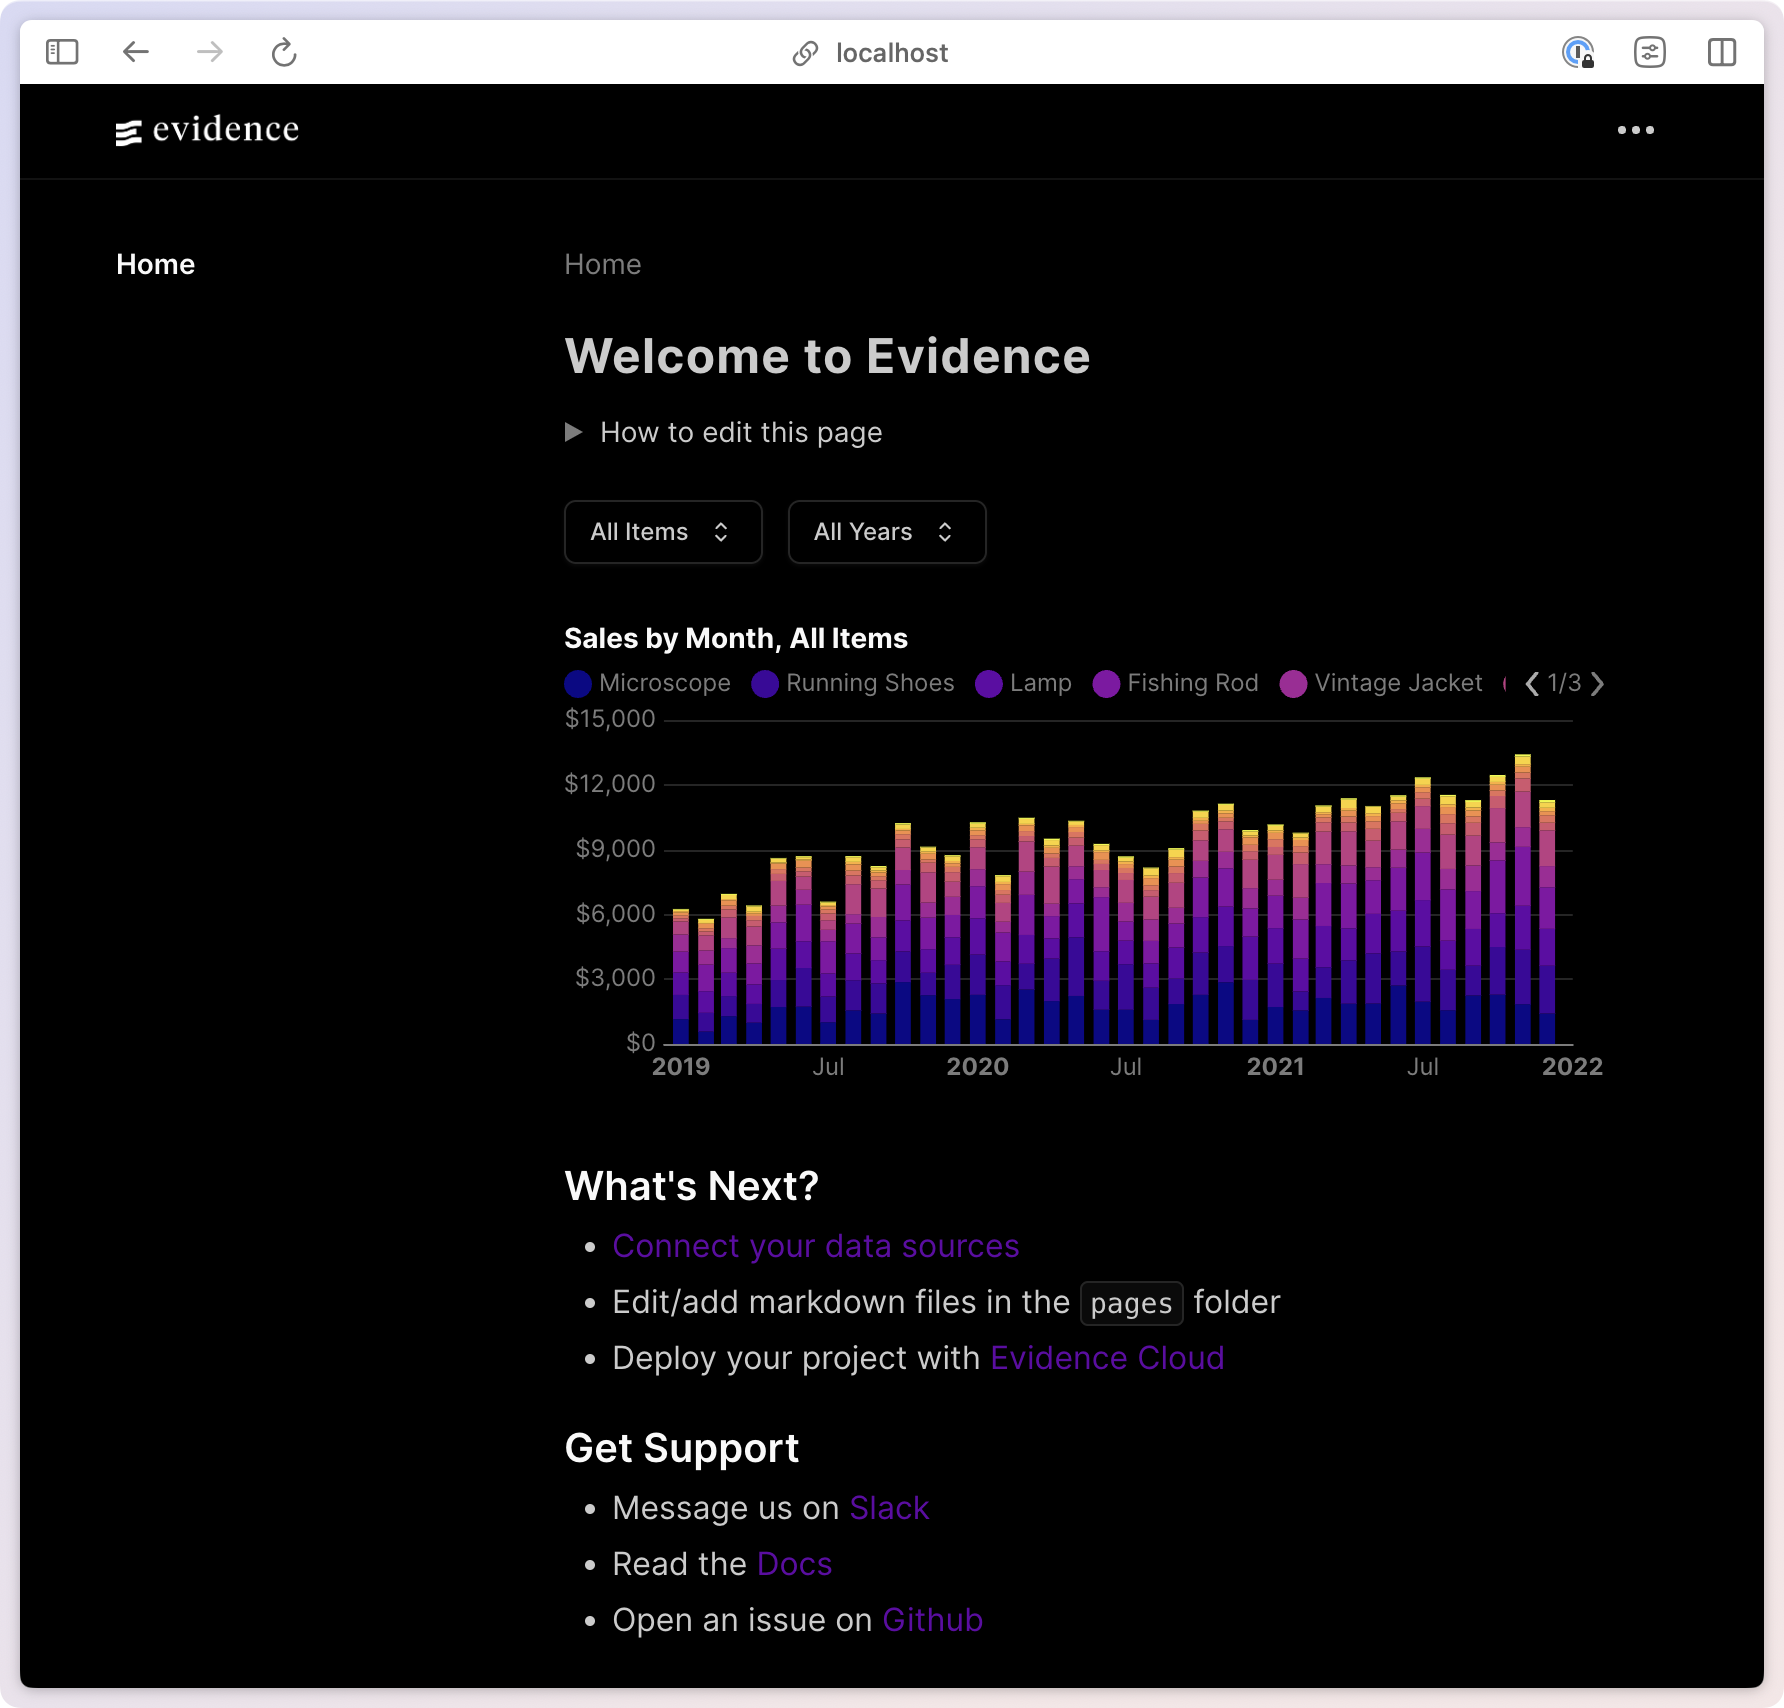 localhost
evidence
Home
Home
Welcome to Evidence
How to edit this page
All Items
All Years
Sales by Month, All Items
Microscope Running Shoes Lamp Fishing Rod Vintage Jacket 1/3
$15,000
$12,000
$9,000
$6,000
$3,000
$0
2019 Jul 2020 Jul 2021 Jul 2022
What's Next?
• Connect your data sources
• Edit/add markdown files in the pages folder
• Deploy your project with Evidence Cloud
Get Support
• Message us on Slack
• Read the Docs
• Open an issue on Github